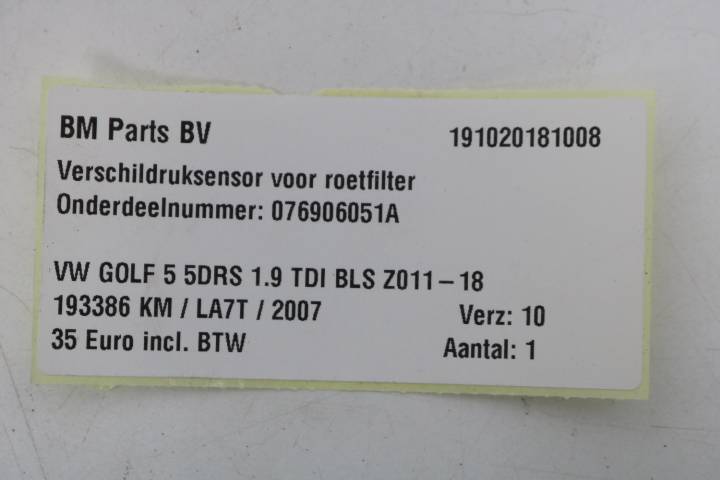 BM Parts BV 191020181008
Verschildruksensor voor roetfilter
Onderdeelnummer: 076906051A
VW GOLF 5 5DRS 1.9 TDI BLS Z011-18
193386 KM / LA7T / 2007 Verz: 10
35 Euro incl. BTW Aantal: 1